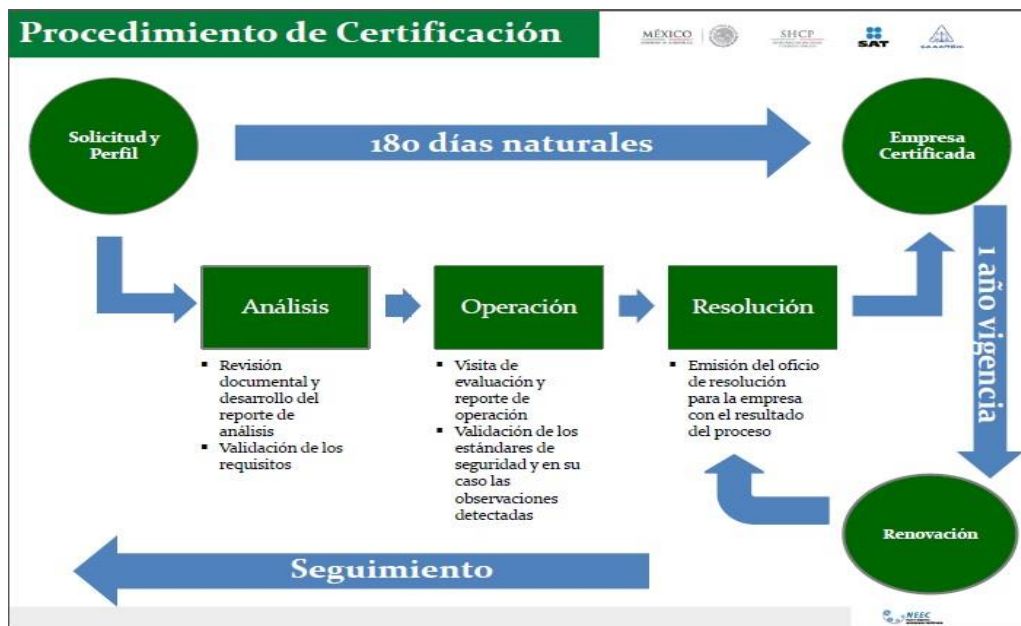 Procedimiento de Certificación
MÉXICO
SHCP
SAT
Solicitud y
Perfil
180 días naturales
Empresa
Certificada
1 año vigencia
Análisis
▪ Revisión
documental y
desarrollo del
reporte de
análisis
▪ Validación de los
requisitos
Operación
▪ Visita de
evaluación y
reporte de
operación
▪ Validación de los
estándares de
seguridad y en su
caso las
observaciones
detectadas
Resolución
▪ Emisión del oficio
de resolución
para la empresa
con el resultado
del proceso
Renovación
Seguimiento
NEEC